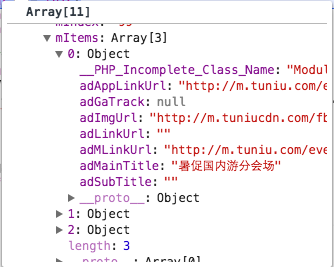 Array[11]
▼ mItems: Array[3]
▼ 0: Object
__PHP_Incomplete_Class_Name: "Modul
adAppLinkUrl: "http://m.tuniu.com/e
adGaTrack: null
adImgUrl: "http://m.tuniucdn.com/fb
adLinkUrl: ""
adMLinkUrl: "http://m.tuniu.com/eve
adMainTitle: "暑促国内游分会场"
adSubTitle: ""
▶ __proto__: Object
▶ 1: Object
▶ 2: Object
length: 3
▶ __proto__: Array[0]